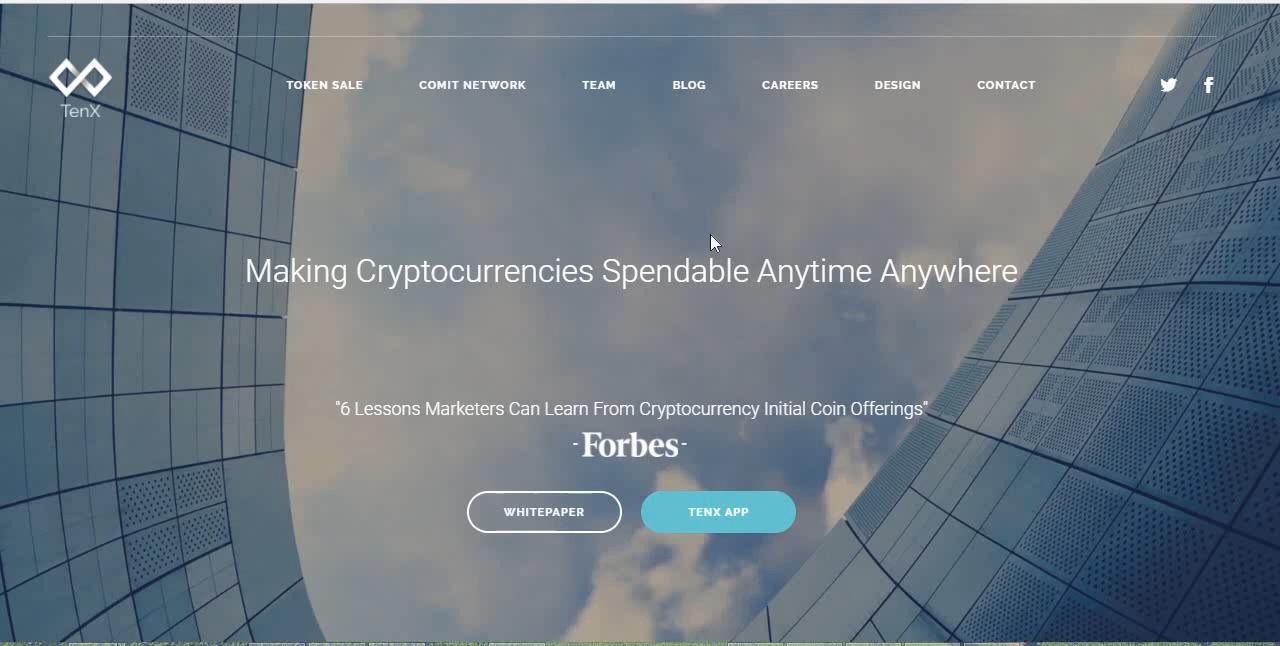 TOKEN SALE COMIT NETWORK TEAM BLOG CAREERS DESIGN CONTACT
TenX
Making Cryptocurrencies Spendable Anytime Anywhere
"6 Lessons Marketers Can Learn From Cryptocurrency Initial Coin Offerings"
- Forbes -
WHITEPAPER TENX APP